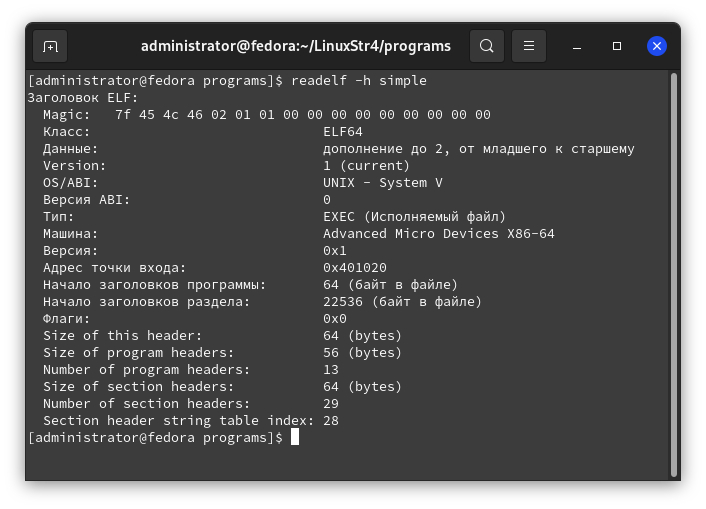 administrator@fedora:~/LinuxStr4/programs
[administrator@fedora programs]$ readelf -h simple
Заголовок ELF:
  Magic:   7f 45 4c 46 02 01 01 00 00 00 00 00 00 00 00 00
  Класс:                             ELF64
  Данные:                            дополнение до 2, от младшего к старшему
  Version:                           1 (current)
  OS/ABI:                            UNIX - System V
  Версия ABI:                        0
  Тип:                               EXEC (Исполняемый файл)
  Машина:                            Advanced Micro Devices X86-64
  Версия:                            0x1
  Адрес точки входа:                 0x401020
  Начало заголовков программы:       64 (байт в файле)
  Начало заголовков раздела:         22536 (байт в файле)
  Флаги:                             0x0
  Size of this header:               64 (bytes)
  Size of program headers:           56 (bytes)
  Number of program headers:         13
  Size of section headers:           64 (bytes)
  Number of section headers:         29
  Section header string table index: 28
[administrator@fedora programs]$